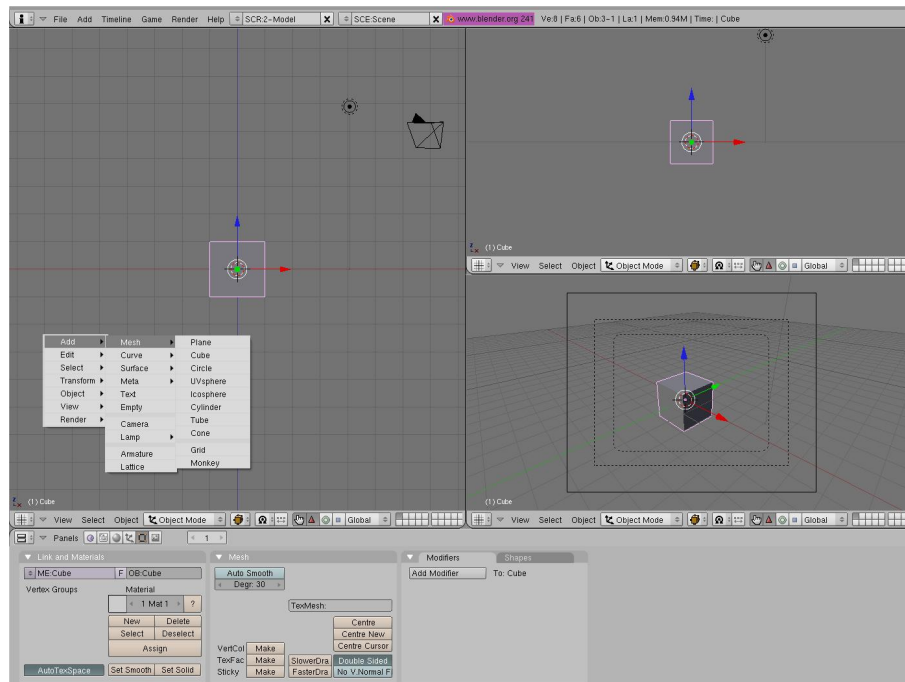 File Add Timeline Game Render Help SCR:2-Model X SCE:Scene X www.blender.org 241 Ve:8 | Fa:6 | Ob:3-1 | La:1 | Mem:0.94M | Time: | Cube
(1) Cube
View Select Object Object Mode Global
Add Mesh Plane
Edit Curve Cube
Select Surface Circle
Transform Meta UVsphere
Object Text Icosphere
View Empty Cylinder
Render Camera Tube
Lamp Cone
Armature Grid
Lattice Monkey
(1) Cube
(1) Cube
View Select Object Object Mode Global
View Select Object Object Mode Global
Panels 1
Link and Materials
ME:Cube F OB:Cube
Vertex Groups Material
1 Mat 1 ?
New Delete
Select Deselect
Assign
AutoTexSpace Set Smooth Set Solid
Mesh
Auto Smooth
Degr: 30
TexMesh:
Centre
Centre New
VertCol Make Centre Cursor
TexFac Make SlowerDra Double Sided
Sticky Make FasterDra No V.Normal F
Modifiers Shapes
Add Modifier To: Cube